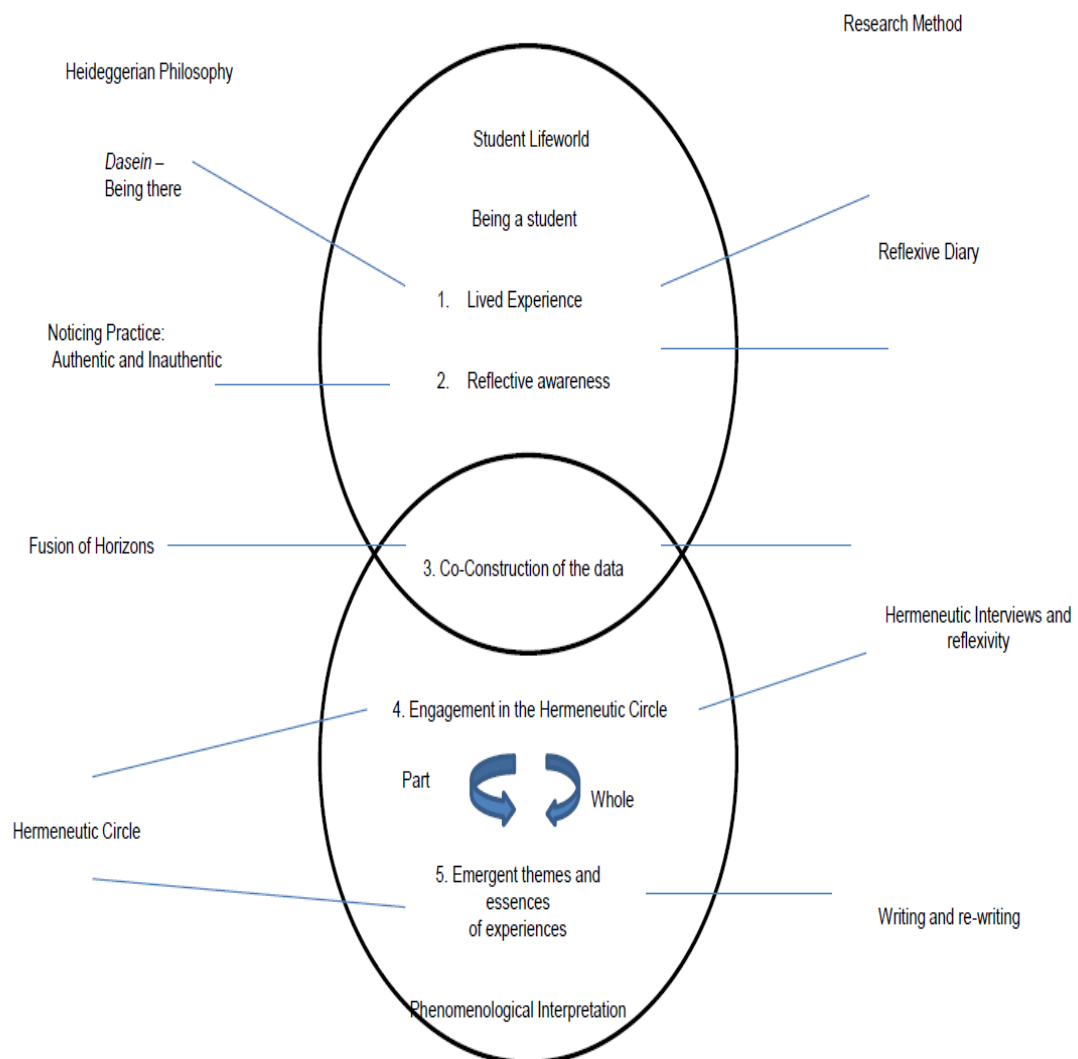 Research Method
Heideggerian Philosophy
Student Lifeworld
Dasein –
Being there
Being a student
Reflexive Diary
1. Lived Experience
Noticing Practice:
Authentic and Inauthentic
2. Reflective awareness
Fusion of Horizons
3. Co-Construction of the data
Hermeneutic Interviews and
reflexivity
4. Engagement in the Hermeneutic Circle
Part
Whole
Hermeneutic Circle
5. Emergent themes and
essences
of experiences
Writing and re-writing
Phenomenological Interpretation